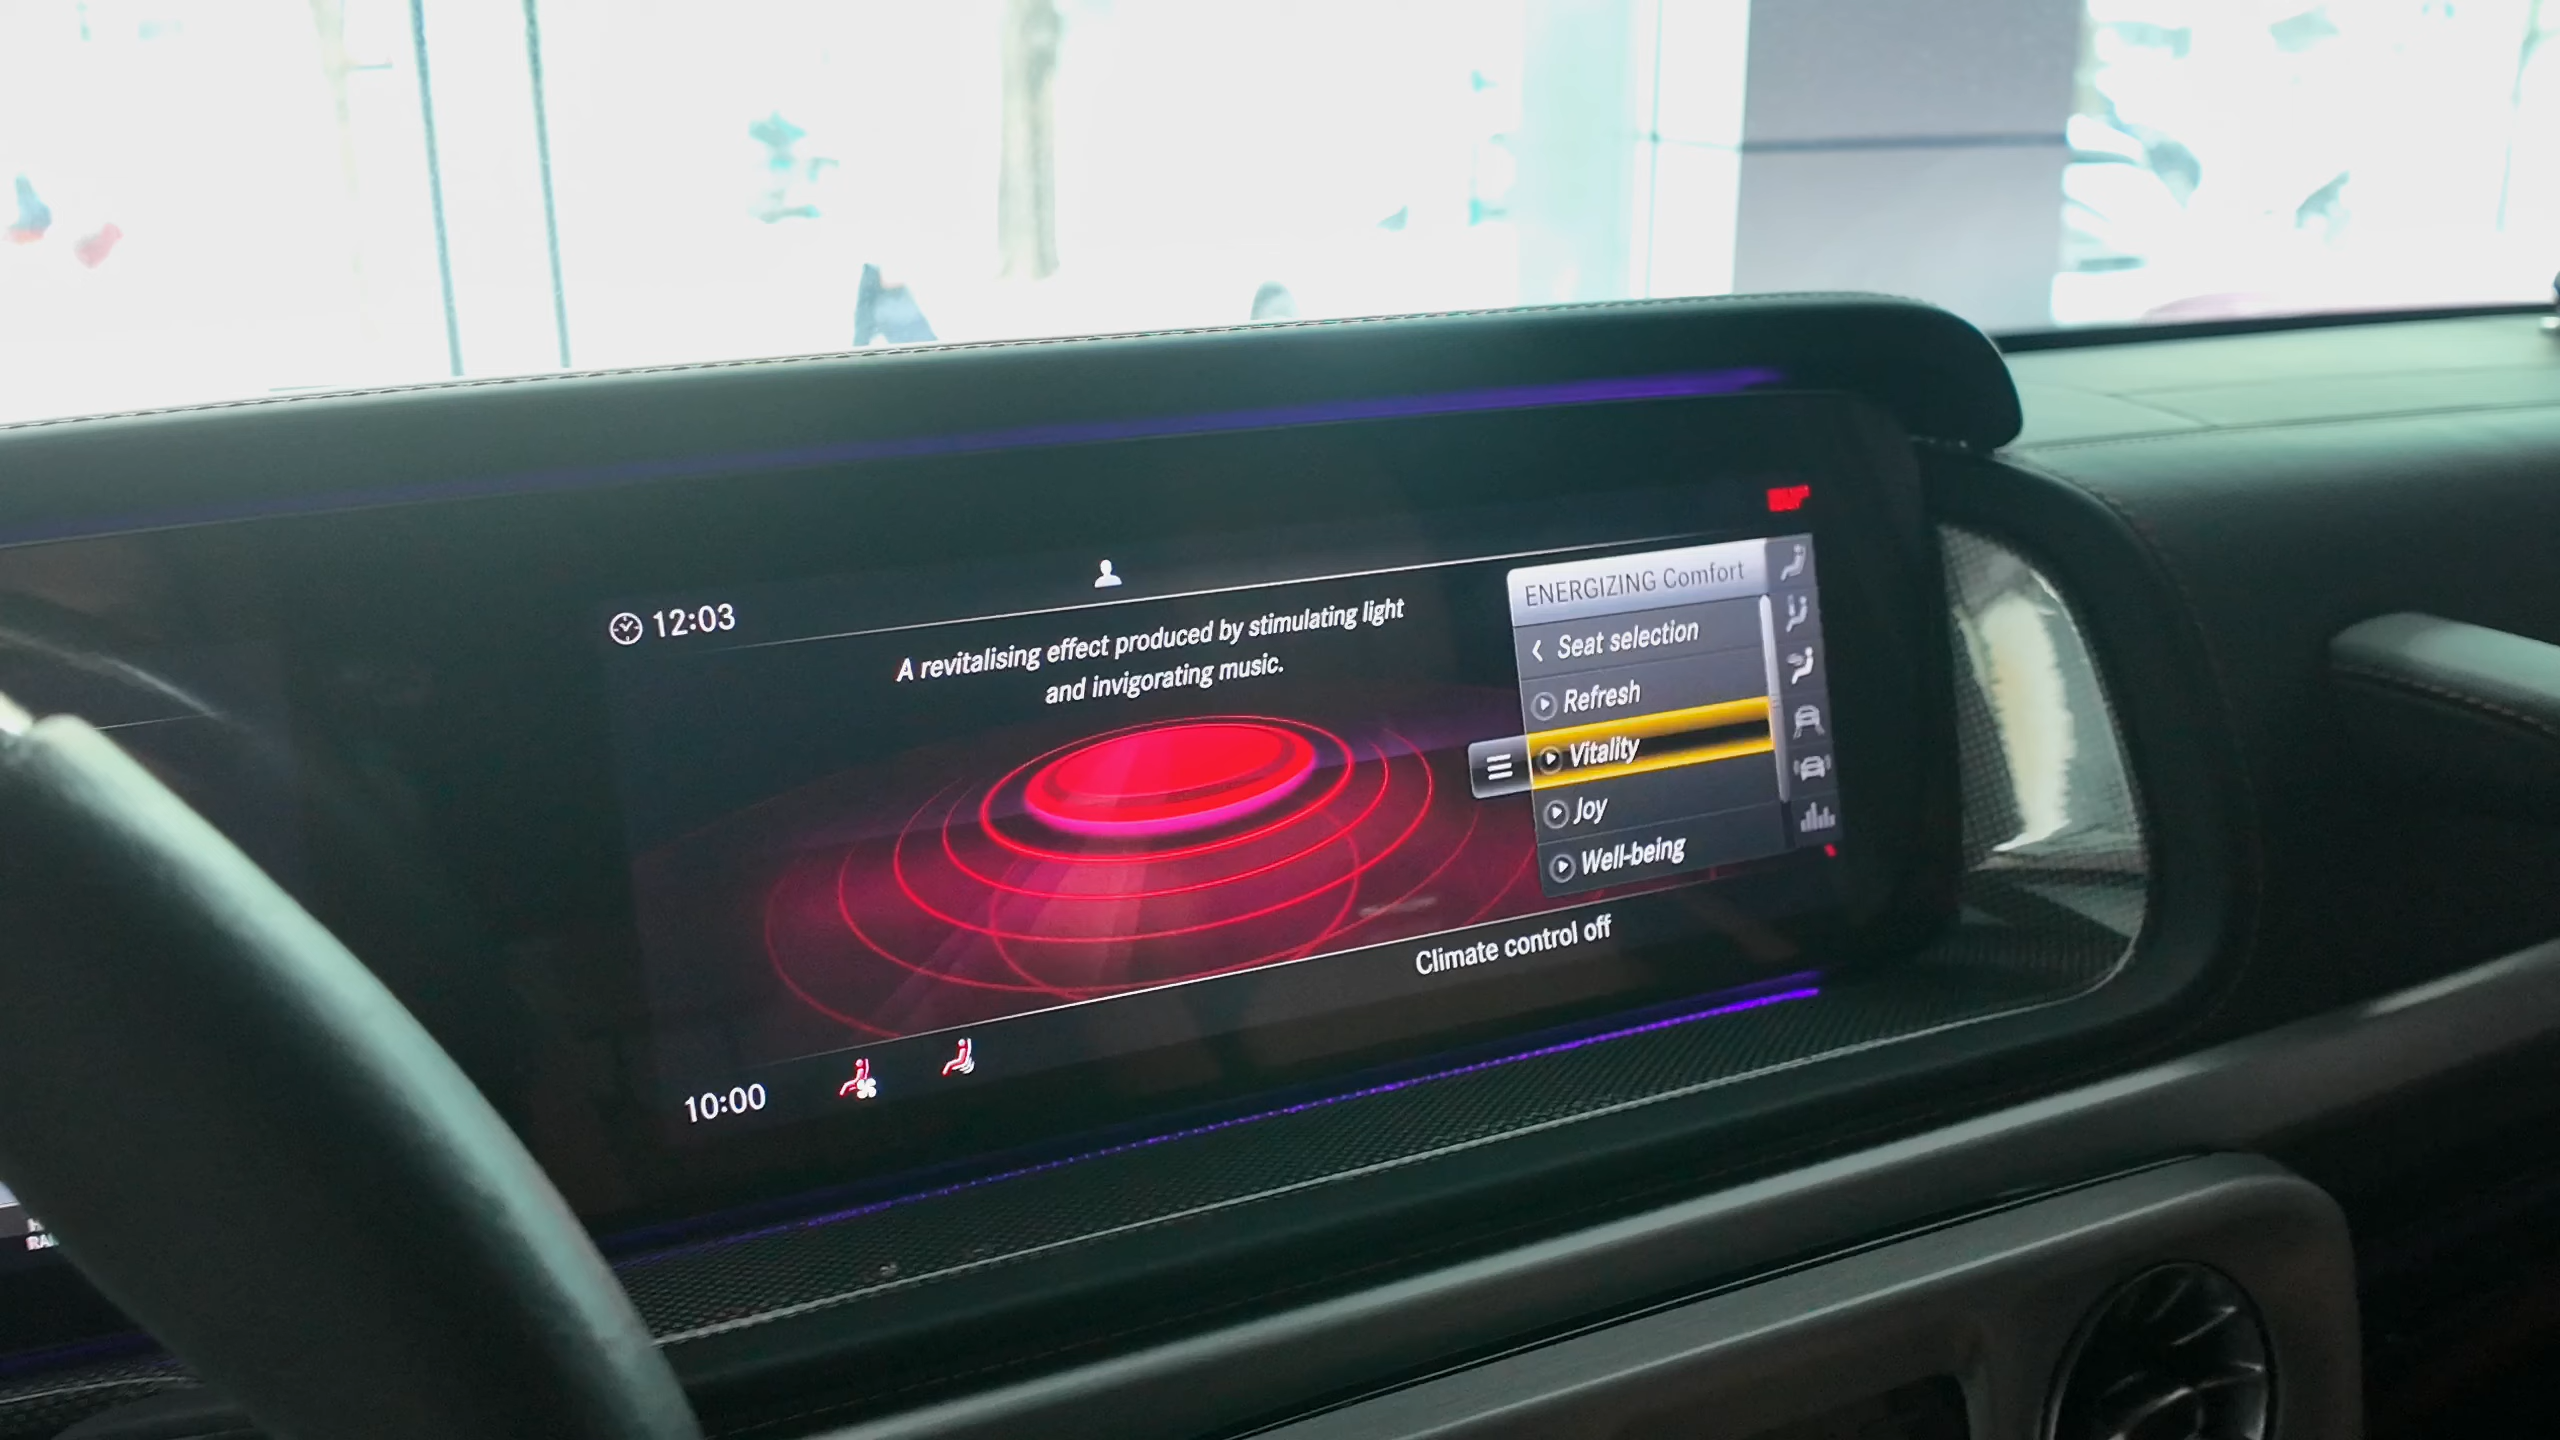 12:03
A revitalising effect produced by stimulating light
and invigorating music.
ENERGIZING Comfort
Seat selection
Refresh
Vitality
Joy
Well-being
Climate control off
10:00